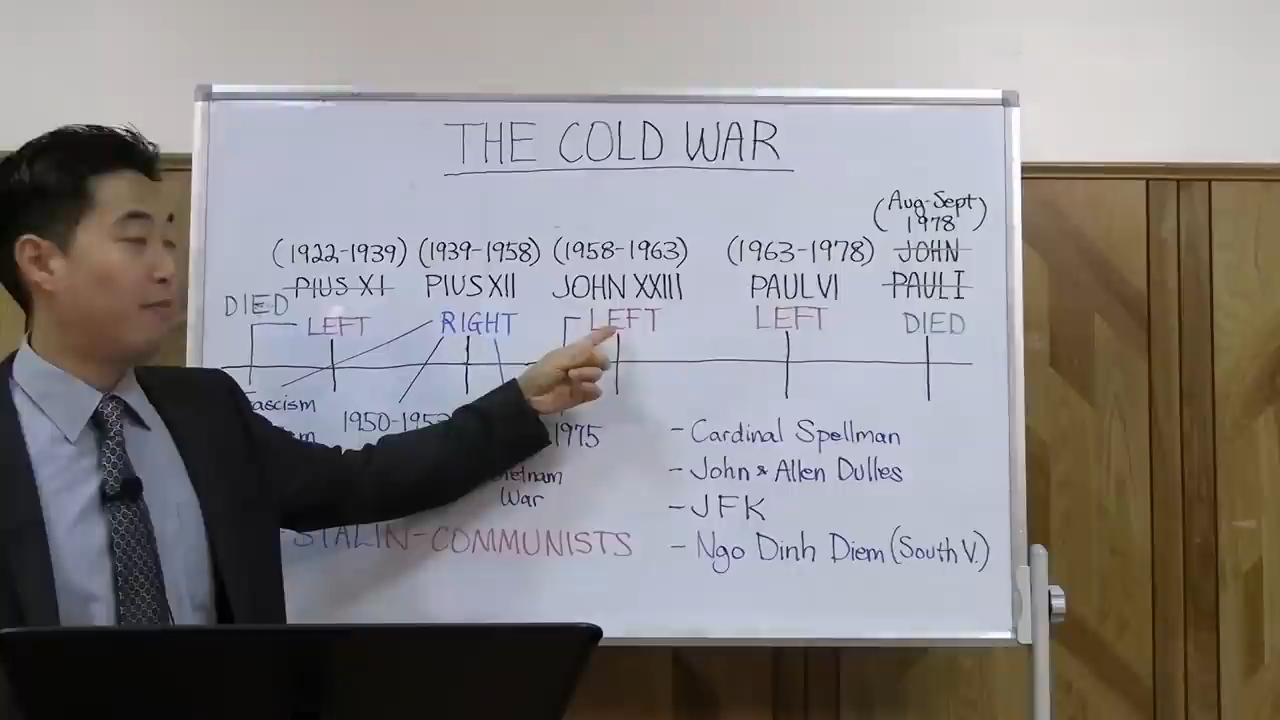 THE COLD WAR
(Aug-Sept)
1978
(1922-1939) (1939-1958) (1958-1963) (1963-1978) JOHN
PIUS XI PIUS XII JOHN XXIII PAUL VI PAUL I
DIED LEFT RIGHT LEFT LEFT DIED
ascism
1950-195
1975
War
STALIN-COMMUNISTS
- Cardinal Spellman
- John & Allen Dulles
- JFK
- Ngo Dinh Diem (South V.)